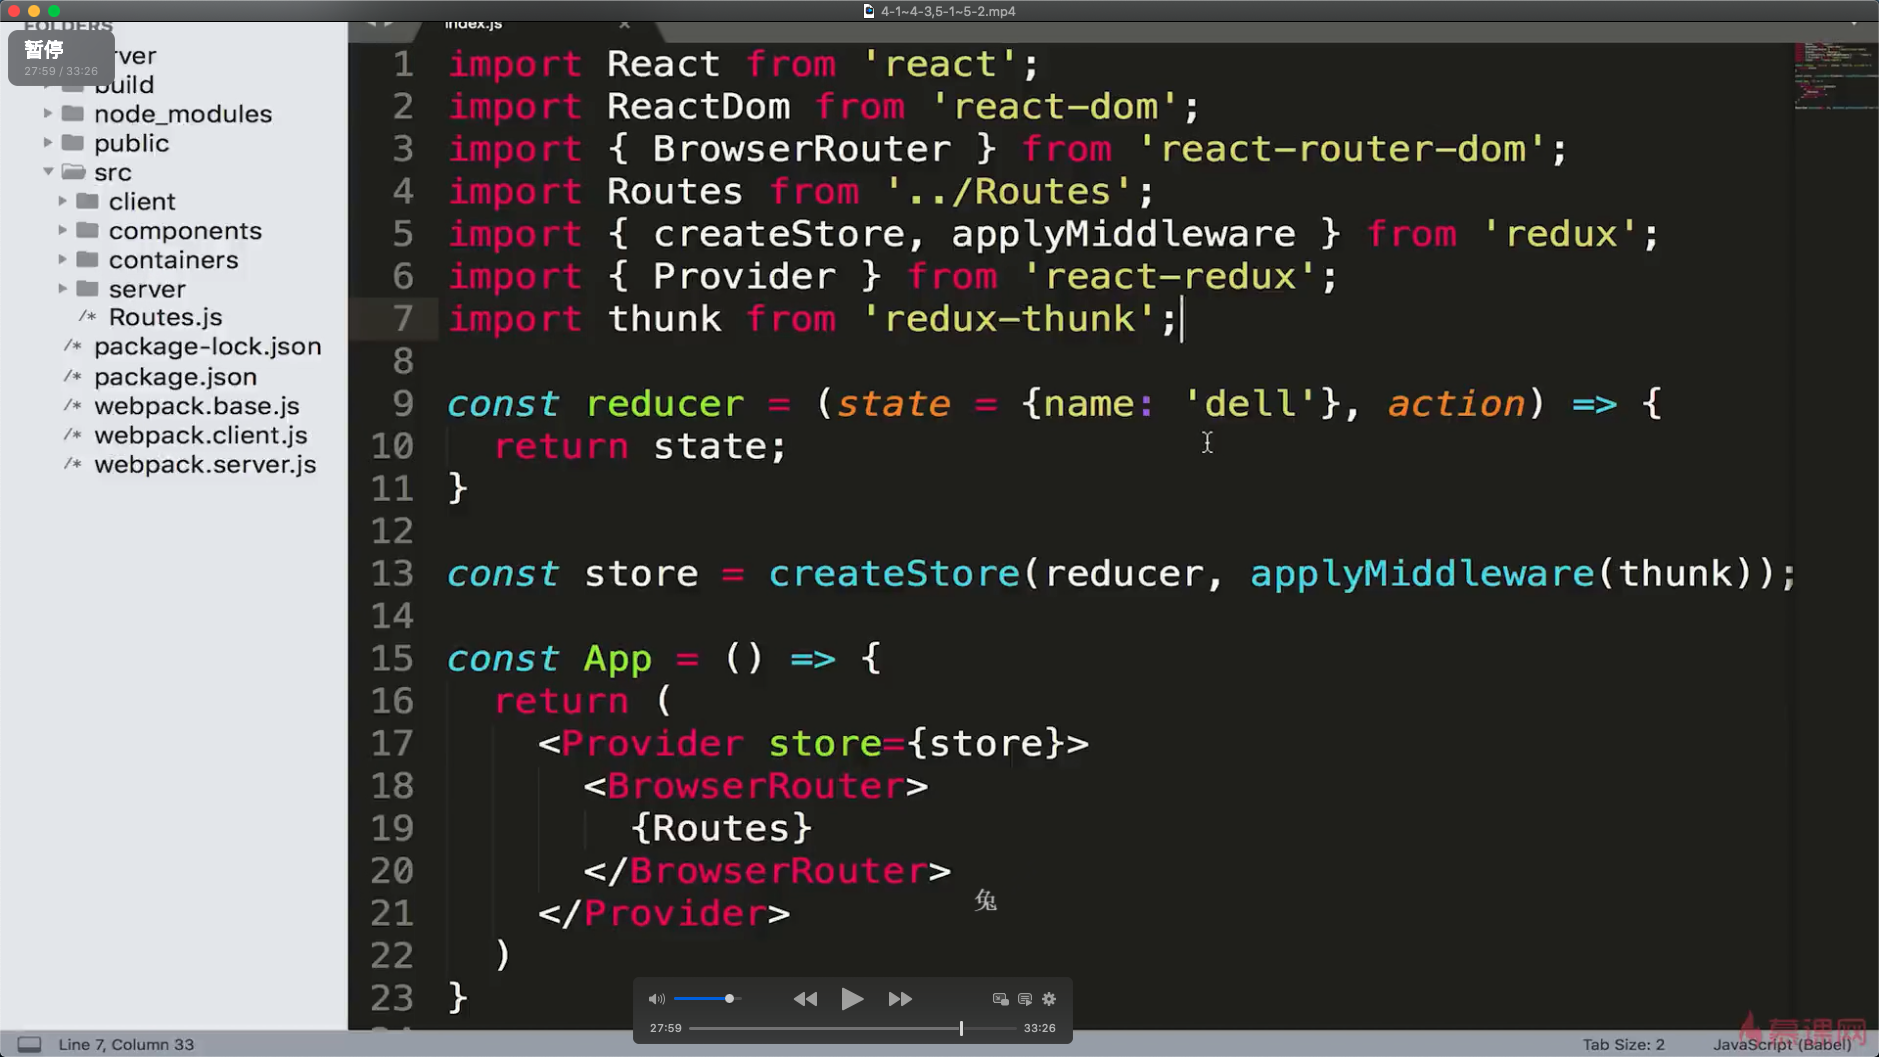 4-1~4-3,5-1~5-2.mp4
FOLDERS
暂停
27:59 / 33:26
build
node_modules
public
src
client
components
containers
server
/* Routes.js
/* package-lock.json
/* package.json
/* webpack.base.js
/* webpack.client.js
/* webpack.server.js
index.js
1 import React from 'react';
2 import ReactDom from 'react-dom';
3 import { BrowserRouter } from 'react-router-dom';
4 import Routes from '../Routes';
5 import { createStore, applyMiddleware } from 'redux';
6 import { Provider } from 'react-redux';
7 import thunk from 'redux-thunk';
8
9 const reducer = (state = {name: 'dell'}, action) => {
10 return state;
11 }
12
13 const store = createStore(reducer, applyMiddleware(thunk));
14
15 const App = () => {
16 return (
17 <Provider store={store}>
18 <BrowserRouter>
19 {Routes}
20 </BrowserRouter>
21 </Provider>
22 )
23 }
兔
27:59 33:26
Line 7, Column 33
Tab Size: 2
JavaScript (Babel)
慕课网